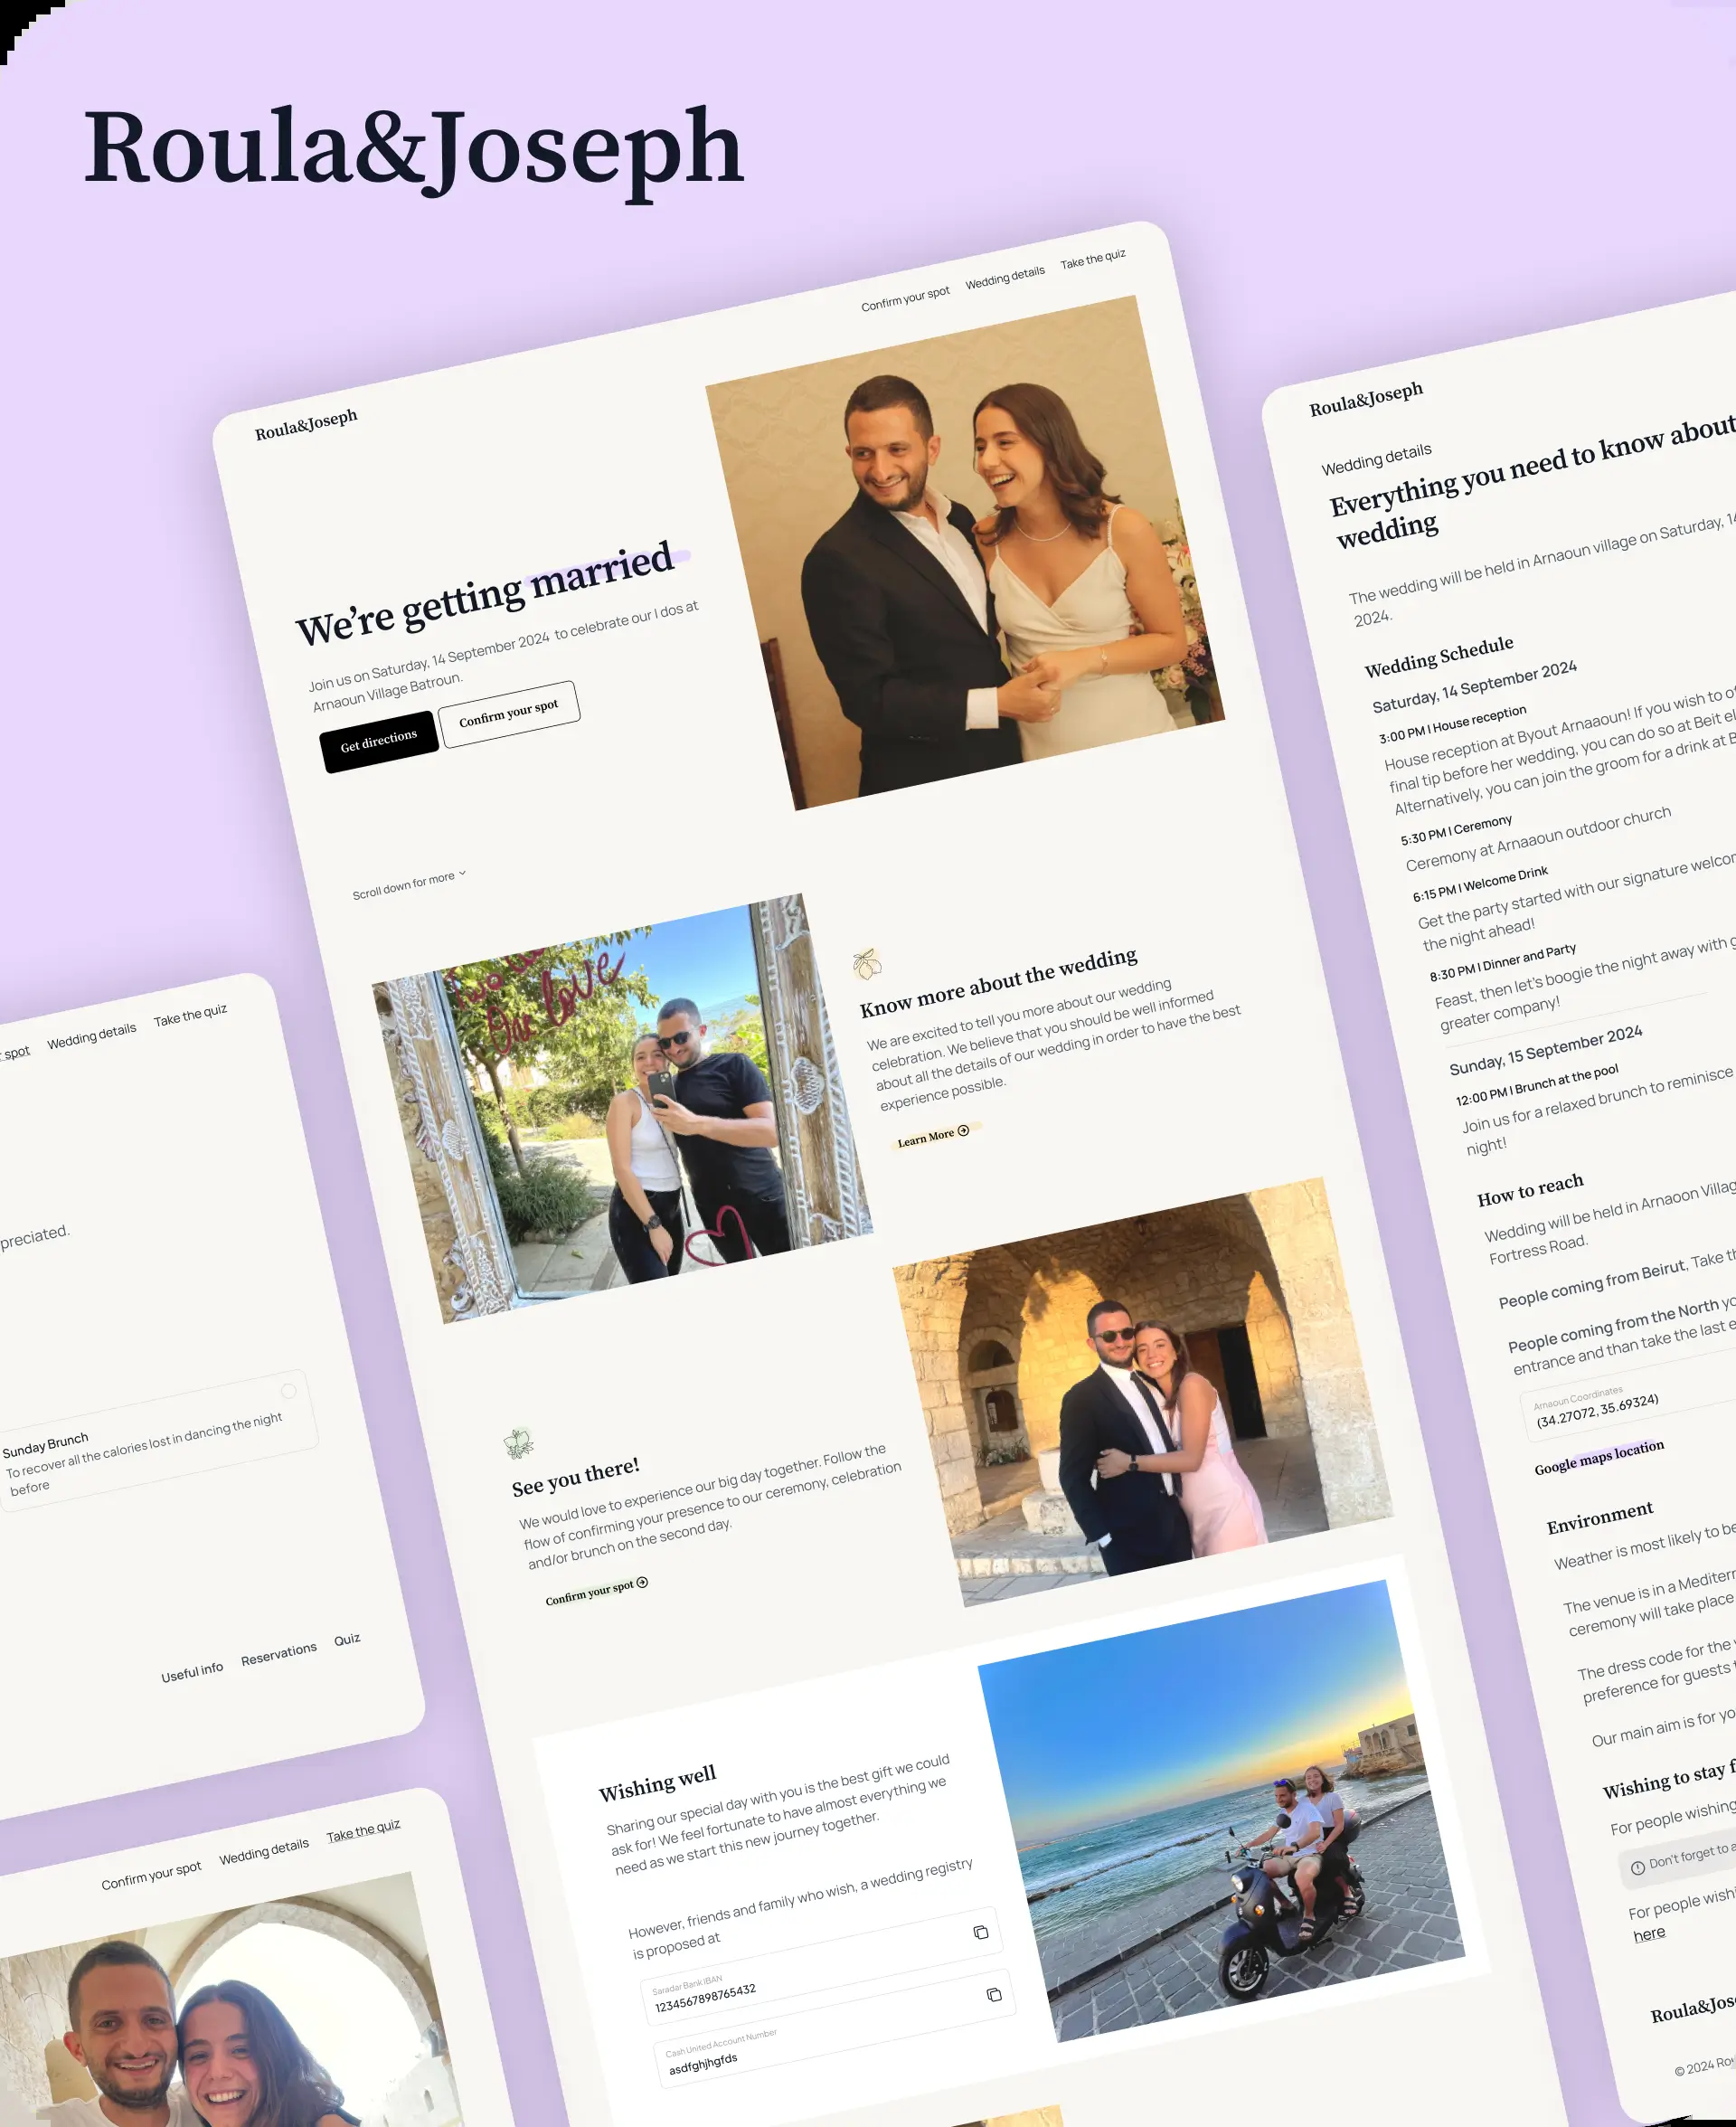 Roula&Joseph
Roula&Joseph
Confirm your spot
Wedding details
Take the quiz
We're getting married
Join us on Saturday, 14 September 2024 to celebrate our I dos at
Arnaoun Village Batroun.
Get directions
Confirm your spot
Scroll down for more
Our love
Know more about the wedding
We are excited to tell you more about our wedding
celebration. We believe that you should be well informed
about all the details of our wedding in order to have the best
experience possible.
Learn More
See you there!
We would love to experience our big day together. Follow the
flow of confirming your presence to our ceremony, celebration
and/or brunch on the second day.
Confirm your spot
Wishing well
Sharing our special day with you is the best gift we could
ask for! We feel fortunate to have almost everything we
need as we start this new journey together.
However, friends and family who wish, a wedding registry
is proposed at
Saradar Bank IBAN
1234567898765432
Cash United Account Number
asdfghjhgfds
spot
Wedding details
Take the quiz
preciated.
Sunday Brunch
To recover all the calories lost in dancing the night
before
Useful info
Reservations
Quiz
Confirm your spot
Wedding details
Take the quiz
Roula&Joseph
Wedding details
Everything you need to know about
wedding
The wedding will be held in Arnaoun village on Saturday, 14
2024.
Wedding Schedule
Saturday, 14 September 2024
3:00 PM | House reception
House reception at Byout Arnaaoun! If you wish to of
final tip before her wedding, you can do so at Beit el
Alternatively, you can join the groom for a drink at B
5:30 PM | Ceremony
Ceremony at Arnaaoun outdoor church
6:15 PM | Welcome Drink
Get the party started with our signature welcom
the night ahead!
8:30 PM | Dinner and Party
Feast, then let's boogie the night away with g
greater company!
Sunday, 15 September 2024
12:00 PM | Brunch at the pool
Join us for a relaxed brunch to reminisce
night!
How to reach
Wedding will be held in Arnaoon Villag
Fortress Road.
People coming from Beirut, Take th
People coming from the North yo
entrance and than take the last e
Arnaoun Coordinates
(34.27072, 35.69324)
Google maps location
Environment
Weather is most likely to be
The venue is in a Mediterr
ceremony will take place
The dress code for the
preference for guests t
Our main aim is for yo
Wishing to stay f
For people wishing
Don't forget to a
For people wishi
here
Roula&Jose
© 2024 Ro